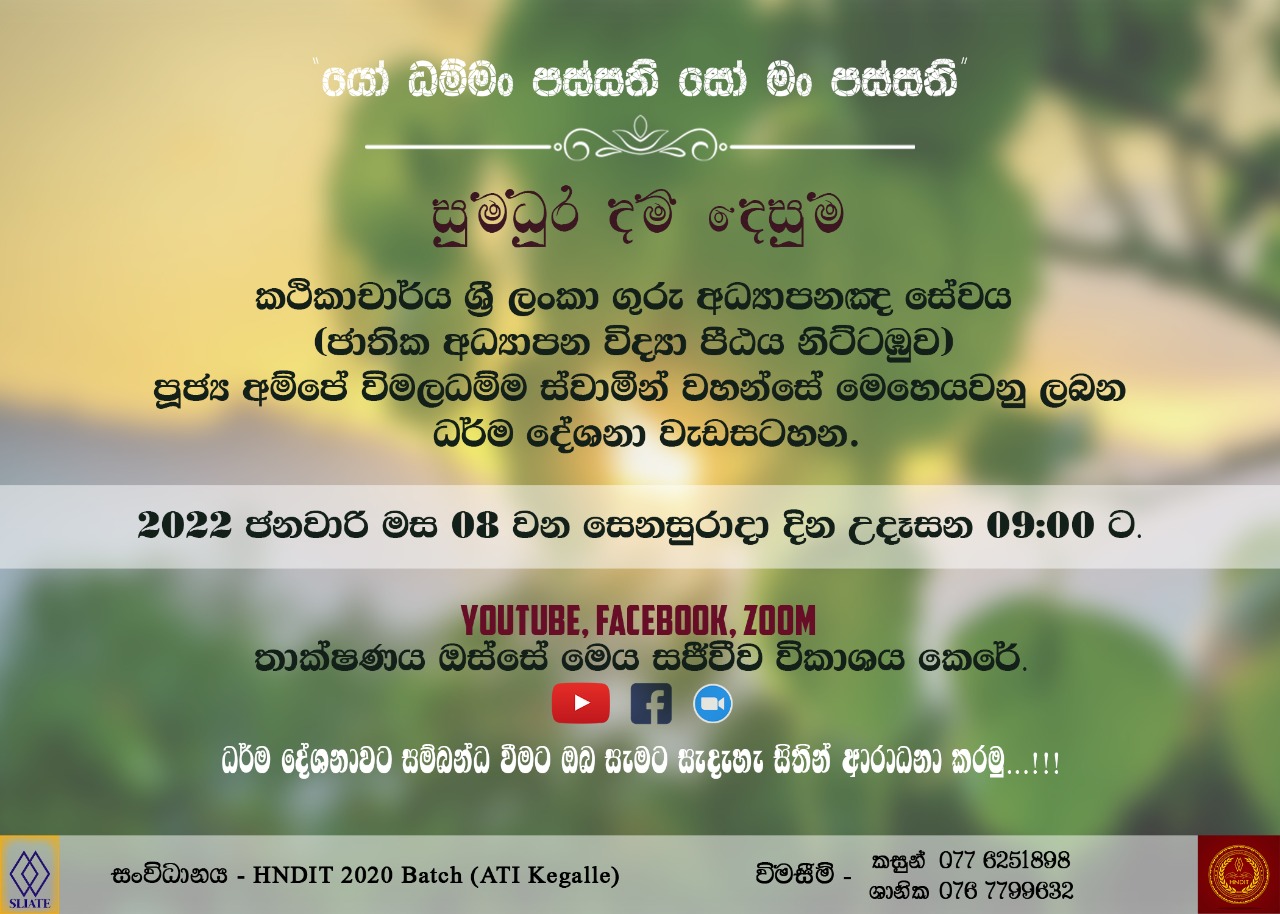 "යෝ ධම්මං පස්සති සෝ මං පස්සති"
සුමධුර දම් දෙසුම
කථිකාචාර්ය ශ්‍රී ලංකා ගුරු අධ්‍යාපනඥ සේවය
(ජාතික අධ්‍යාපන විද්‍යා පීඨය නිට්ටඹුව)
පූජ්‍ය අම්පේ විමලධම්ම ස්වාමීන් වහන්සේ මෙහෙයවනු ලබන
ධර්ම දේශනා වැඩසටහන.
2022 ජනවාරි මස 08 වන සෙනසුරාදා දින උදෑසන 09:00 ට.
YOUTUBE, FACEBOOK, ZOOM
තාක්ෂණය ඔස්සේ මෙය සජීවීව විකාශය කෙරේ.
ධර්ම දේශනාවට සම්බන්ධ වීමට ඔබ සැමට සැදැහැ සිතින් ආරාධනා කරමු...!!!
සංවිධානය - HNDIT 2020 Batch (ATI Kegalle)
විමසීම් -
කසුන් 077 6251898
ශානික 076 7799632
SLIATE
HNDIT